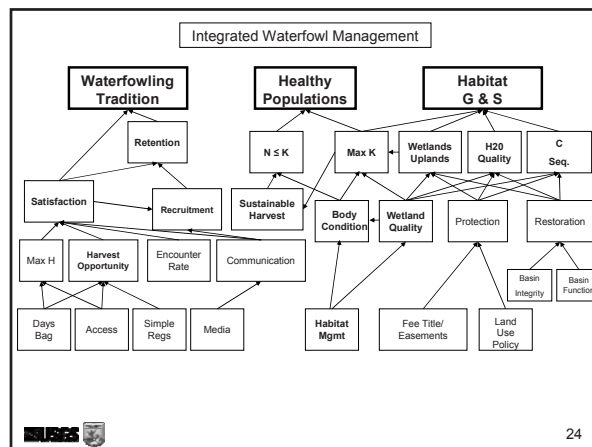 Integrated Waterfowl Management
Waterfowling
Tradition
Healthy
Populations
Habitat
G & S
Retention
N ≤ K
Max K
Wetlands
Uplands
H20
Quality
C
Seq.
Satisfaction
Recruitment
Sustainable
Harvest
Body
Condition
Wetland
Quality
Protection
Restoration
Max H
Harvest
Opportunity
Encounter
Rate
Communication
Basin
Integrity
Basin
Function
Days
Bag
Access
Simple
Regs
Media
Habitat
Mgmt
Fee Title/
Easements
Land
Use
Policy
USGS
24